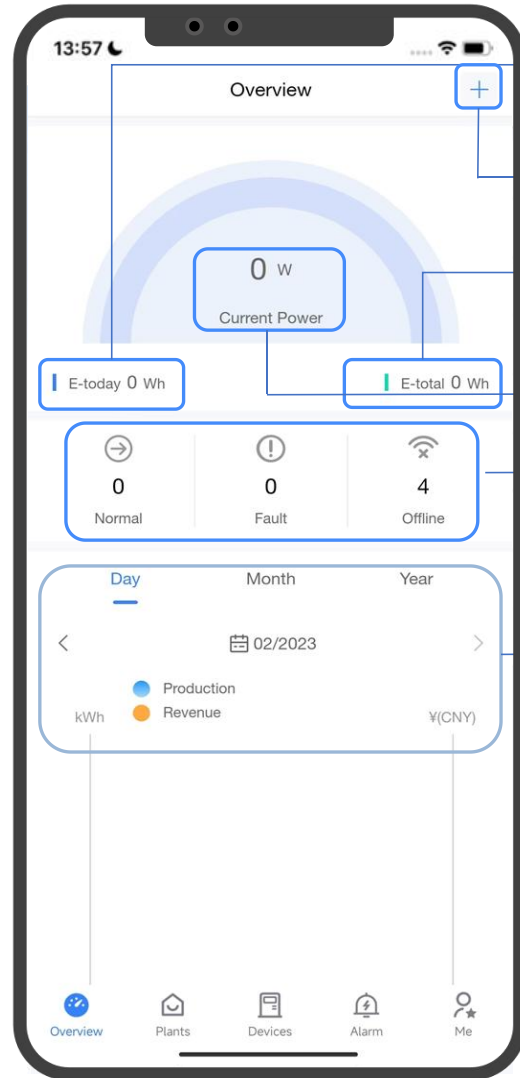 13:57
Overview
+
0 W
Current Power
E-today 0 Wh
E-total 0 Wh
0 0 4
Normal Fault Offline
Day Month Year
< 02/2023 >
Production
kWh Revenue ¥(CNY)
Overview Plants Devices Alarm Me